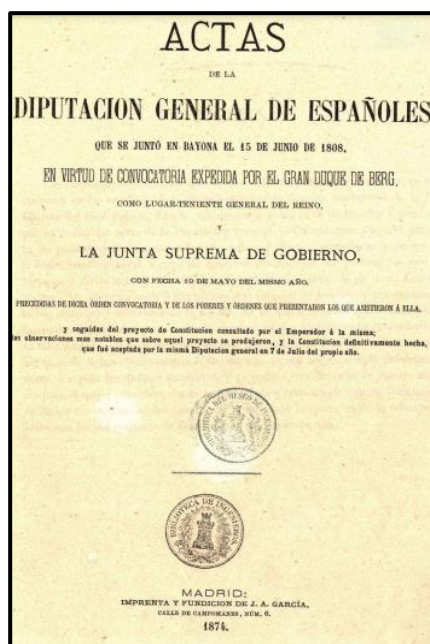 ACTAS
DE LA
DIPUTACION GENERAL DE ESPAÑOLES
QUE SE JUNTÓ EN BAYONA EL 15 DE JUNIO DE 1808,
EN VIRTUD DE CONVOCATORIA EXPEDIDA POR EL GRAN DUQUE DE BERG,
COMO LUGAR-TENIENTE GENERAL DEL REINO,
Y
LA JUNTA SUPREMA DE GOBIERNO,
CON FECHA 19 DE MAYO DEL MISMO AÑO,
PRECEDIDAS DE DICHA ÓRDEN CONVOCATORIA Y DE LOS PODERES Y ÓRDENES QUE PRESENTARON LOS QUE ASISTIERON Á ELLA,
y seguidas del proyecto de Constitucion consultado por el Emperador á la misma;
las observaciones mas notables que sobre aquel proyecto se produjeron, y la Constitucion definitivamente hecha,
que fué aceptada por la misma Diputacion general en 7 de Julio del propio año.
BIBLIOTECA DEL MUSEO DE INGENIEROS
BIBLIOTECA DE INGENIEROS
MADRID:
IMPRENTA Y FUNDICION DE J. A. GARCÍA,
CALLE DE CAMPOMANES, NÚM. 6.
1874.